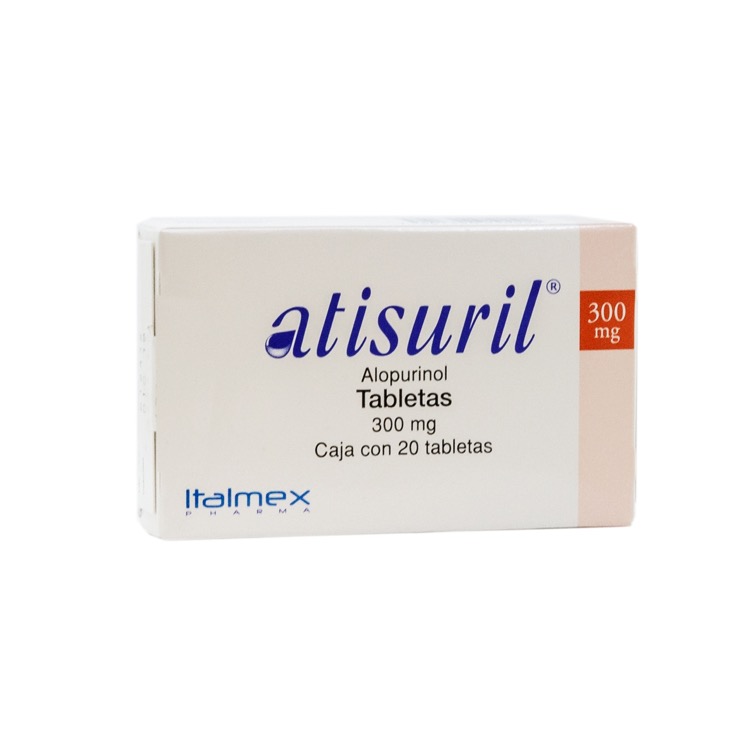 atisuril®
Alopurinol
Tabletas
300 mg
Caja con 20 tabletas
300
mg
Italmex
PHARMA